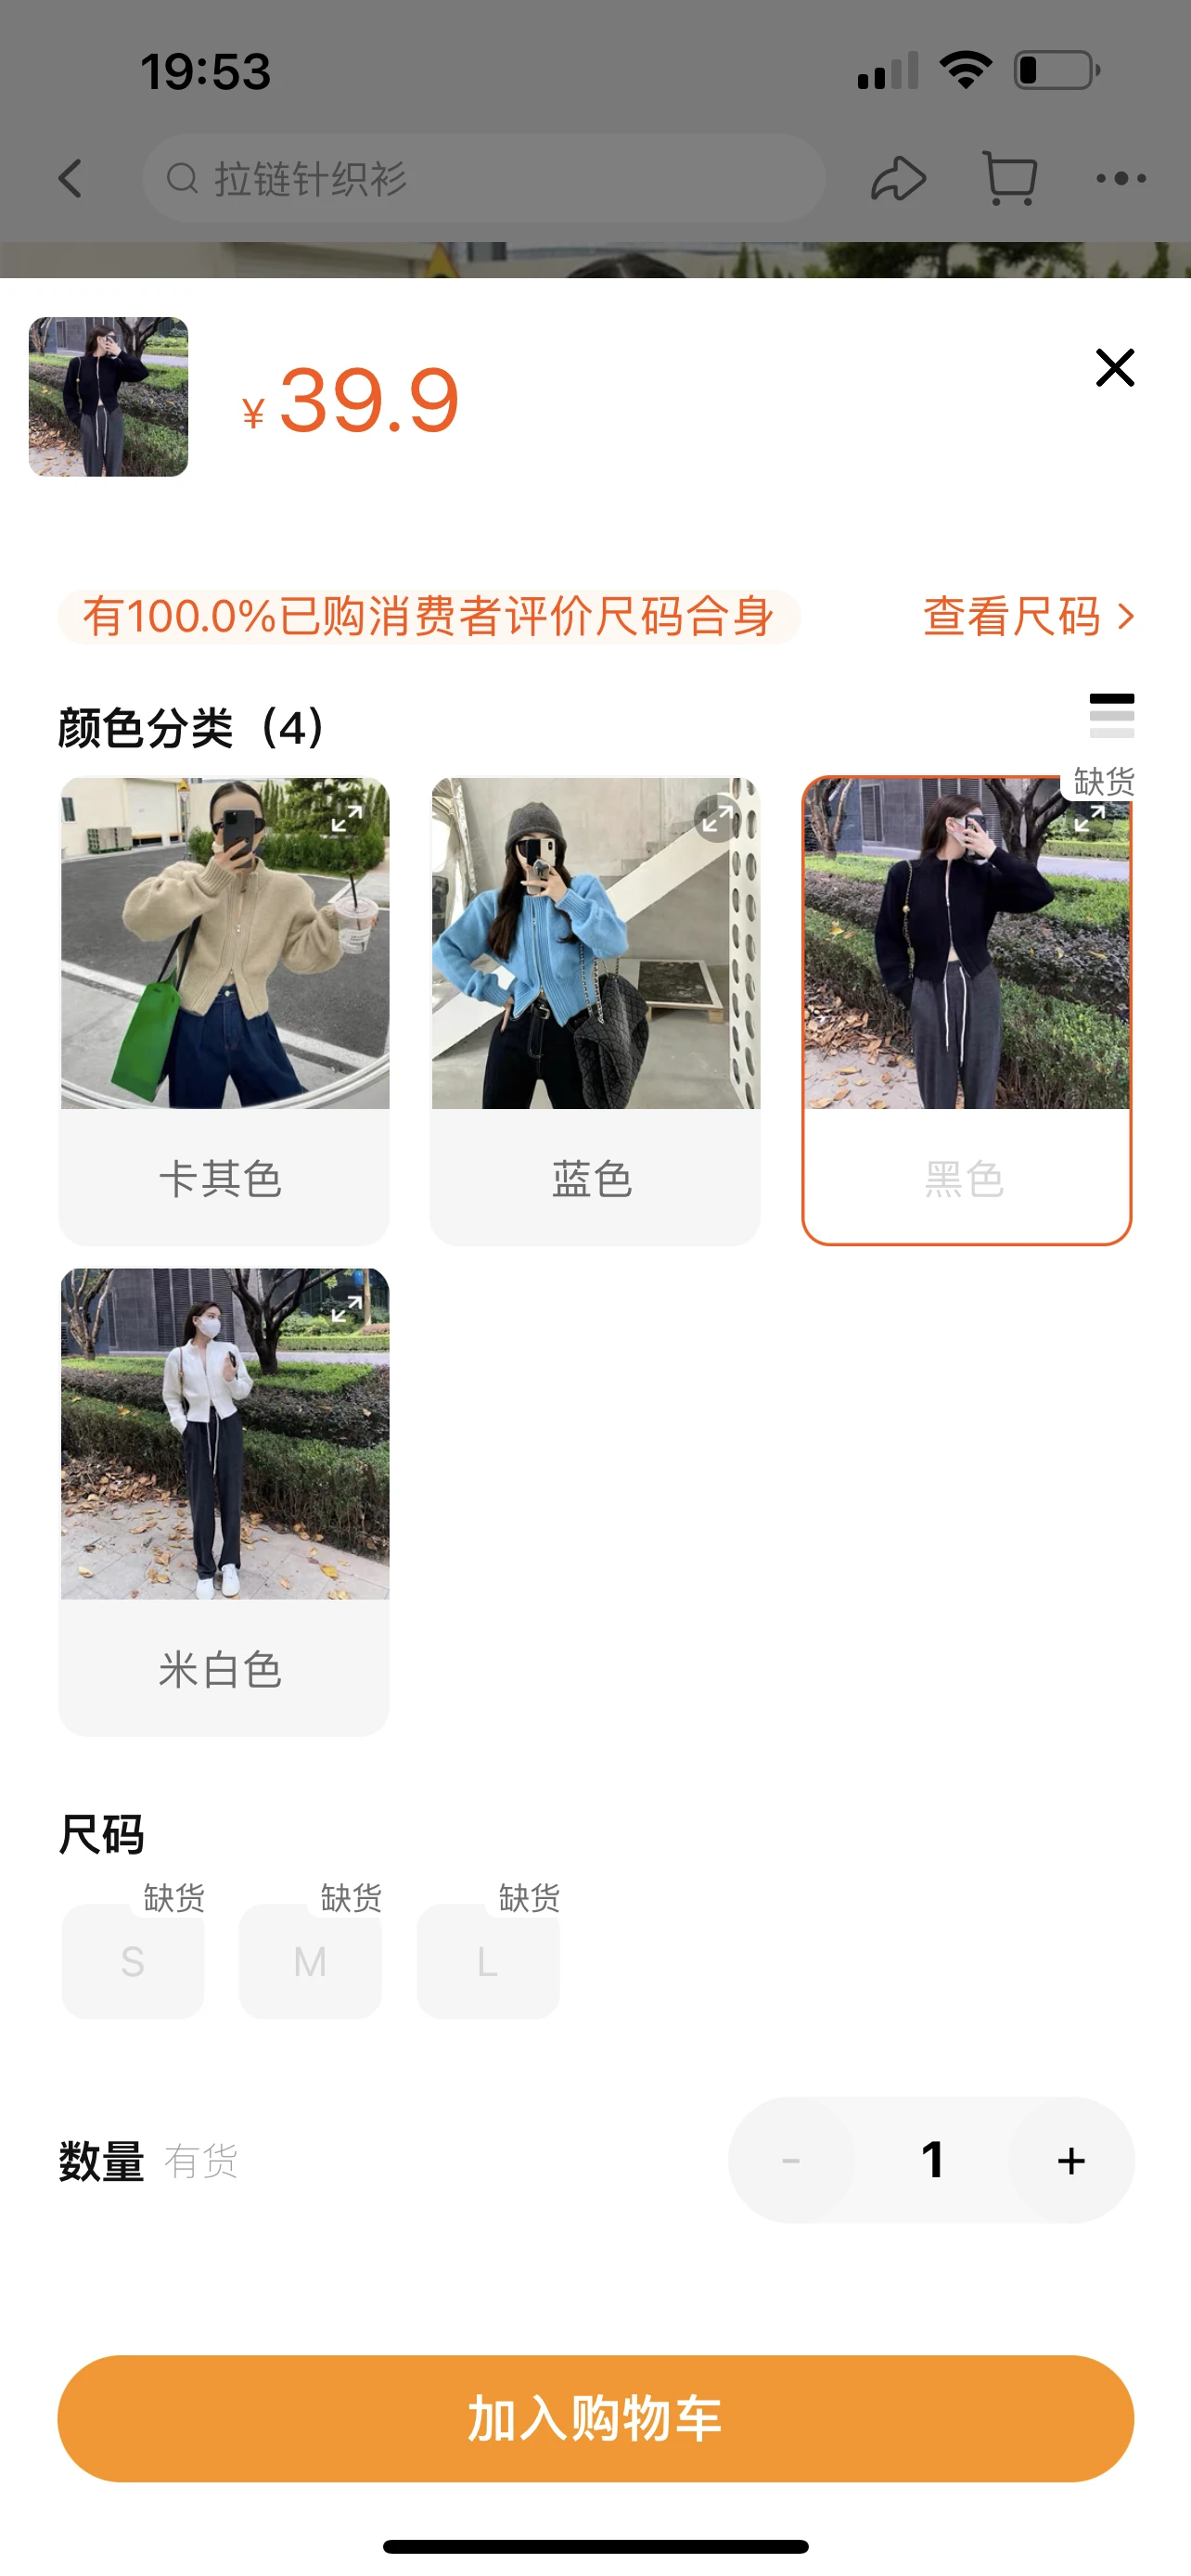 19:53
拉链针织衫
¥39.9
有100.0%已购消费者评价尺码合身
查看尺码 >
颜色分类（4）
缺货
卡其色
蓝色
黑色
米白色
尺码
缺货 缺货 缺货
S M L
数量 有货
- 1 +
加入购物车